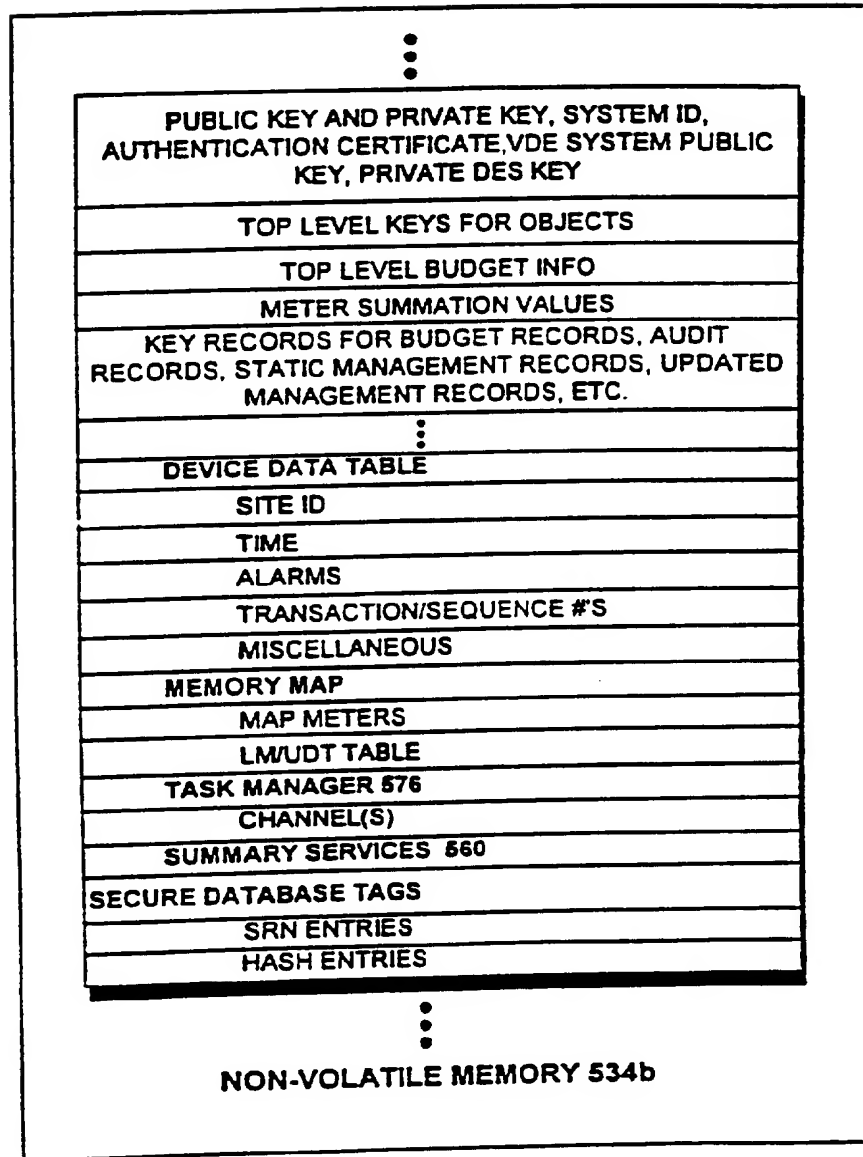 PUBLIC KEY AND PRIVATE KEY, SYSTEM ID,
AUTHENTICATION CERTIFICATE,VDE SYSTEM PUBLIC
KEY, PRIVATE DES KEY
TOP LEVEL KEYS FOR OBJECTS
TOP LEVEL BUDGET INFO
METER SUMMATION VALUES
KEY RECORDS FOR BUDGET RECORDS, AUDIT
RECORDS, STATIC MANAGEMENT RECORDS, UPDATED
MANAGEMENT RECORDS, ETC.
DEVICE DATA TABLE
SITE ID
TIME
ALARMS
TRANSACTION/SEQUENCE #'S
MISCELLANEOUS
MEMORY MAP
MAP METERS
LM/UDT TABLE
TASK MANAGER 576
CHANNEL(S)
SUMMARY SERVICES 560
SECURE DATABASE TAGS
SRN ENTRIES
HASH ENTRIES
NON-VOLATILE MEMORY 534b